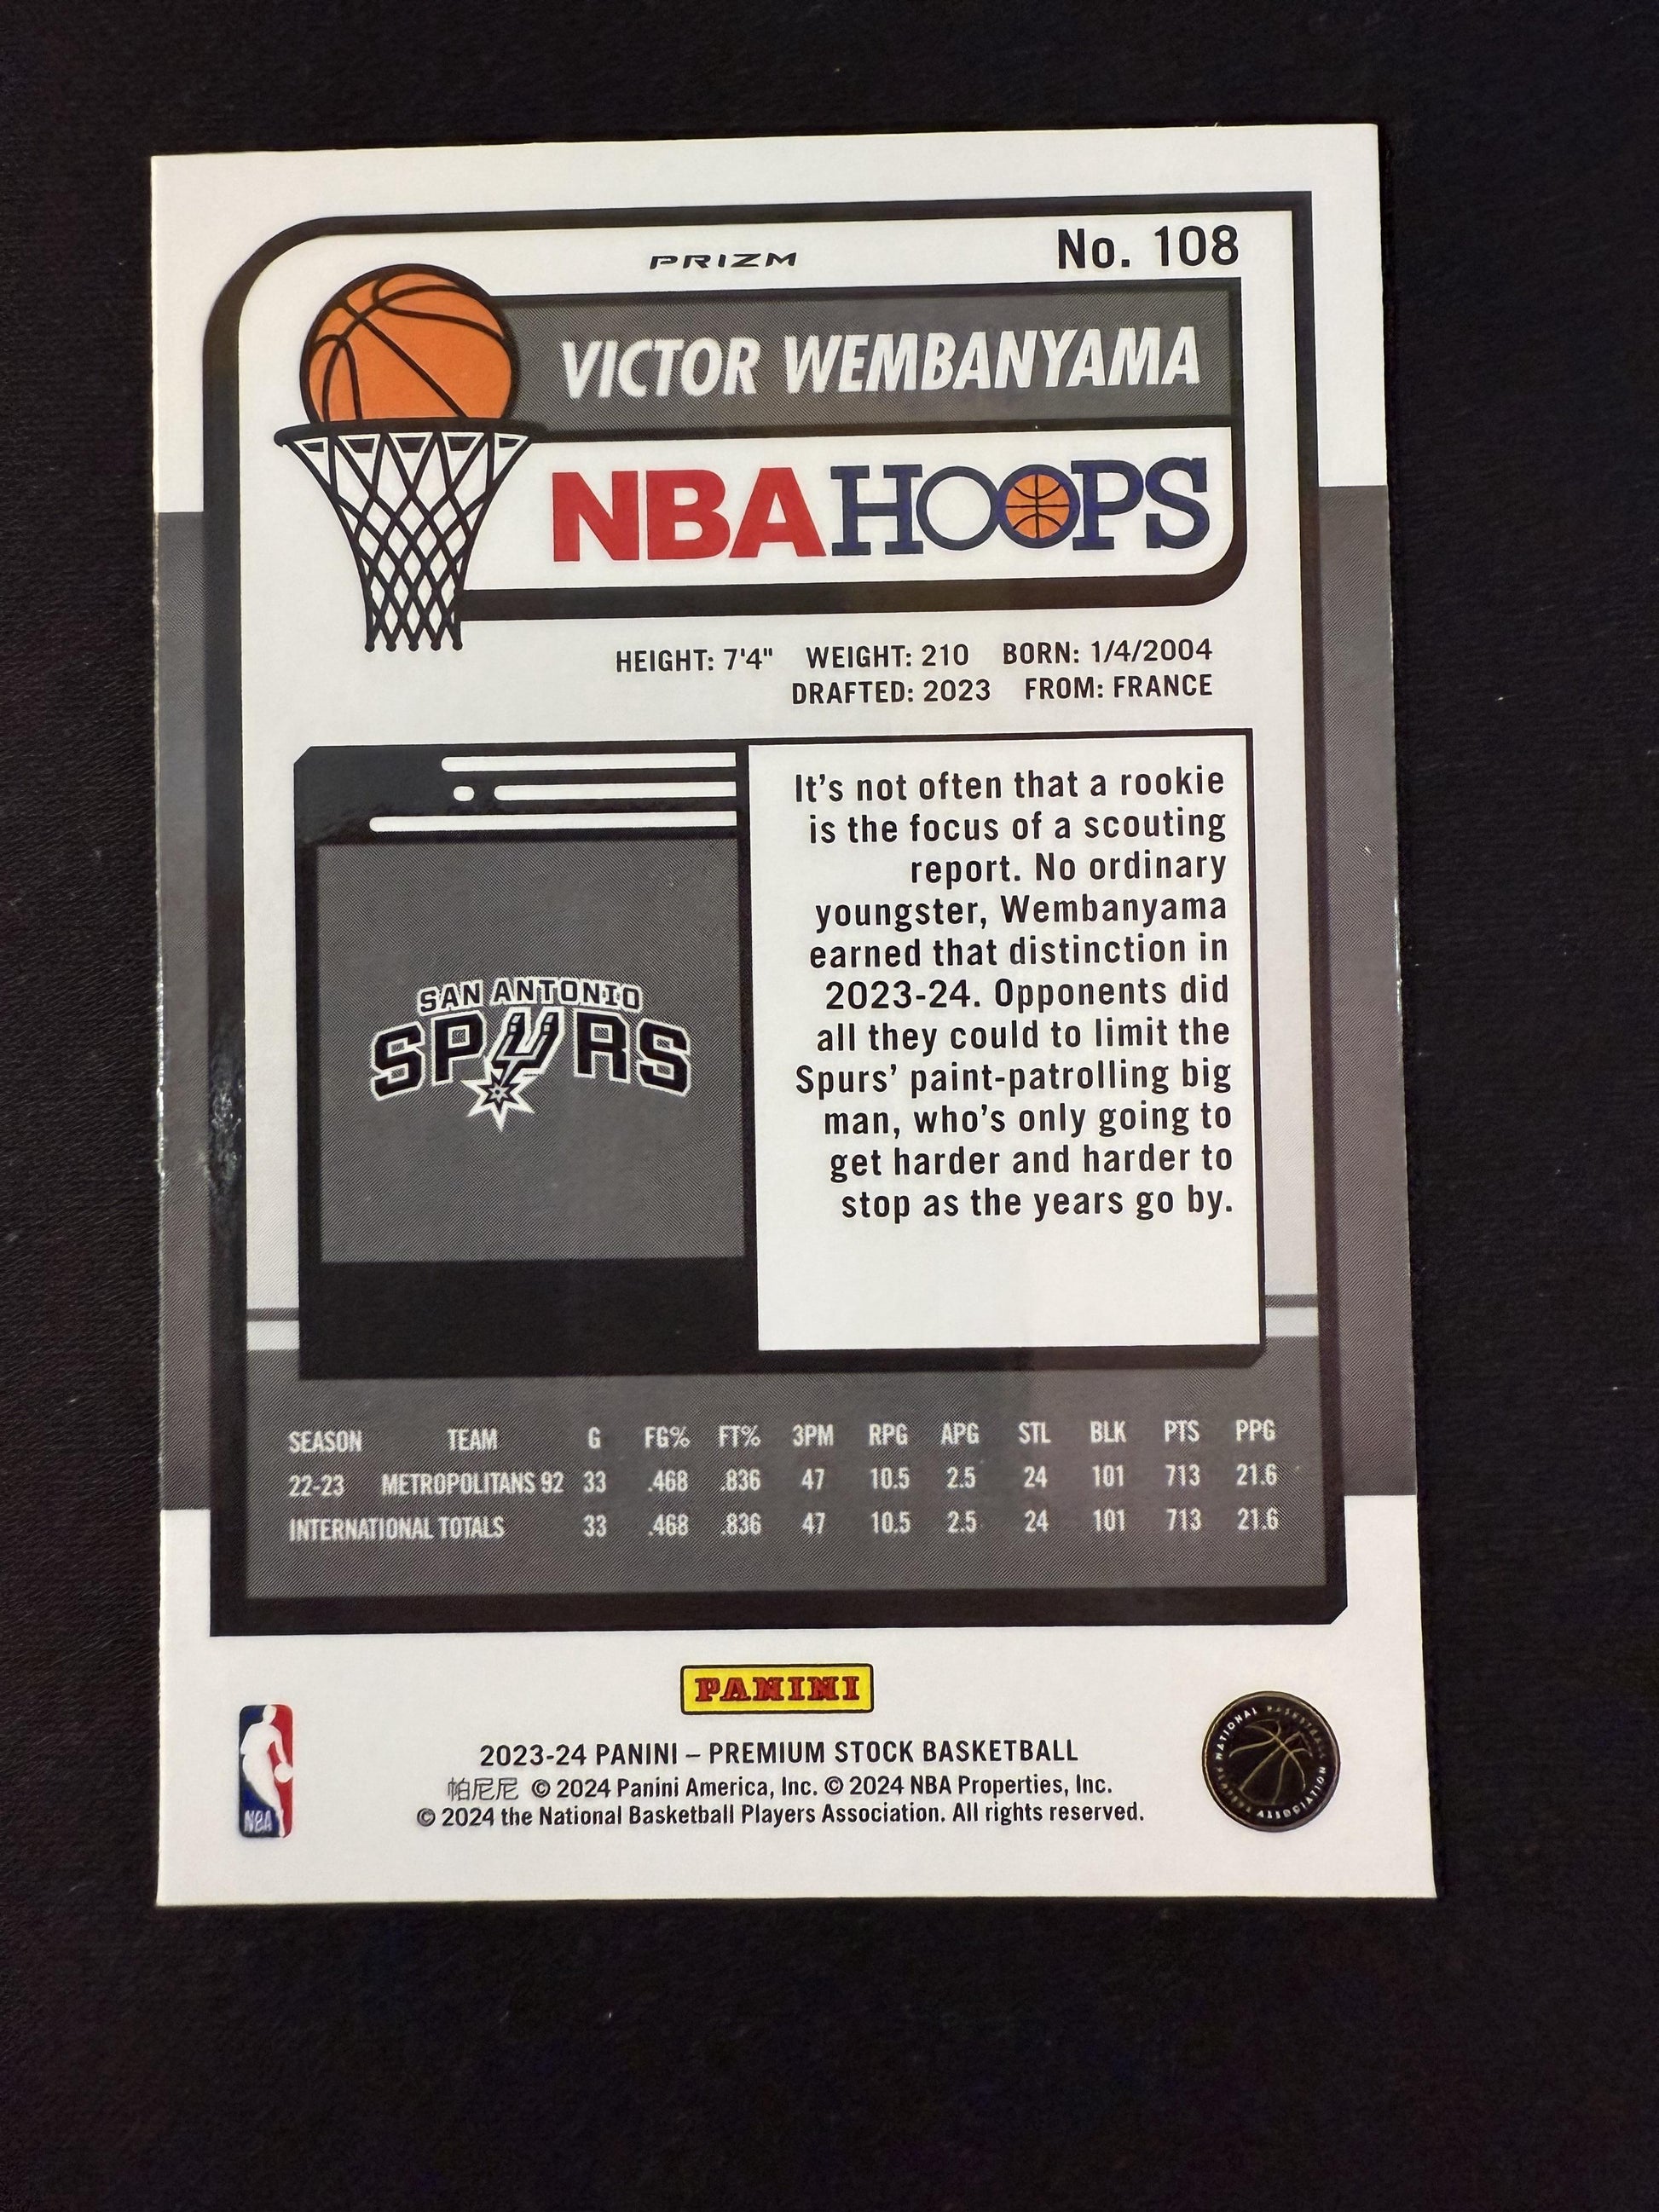 PRIZM
No. 108
VICTOR WEMBANYAMA
NBA HOOPS
HEIGHT: 7'4" WEIGHT: 210 BORN: 1/4/2004
DRAFTED: 2023 FROM: FRANCE
It's not often that a rookie
is the focus of a scouting
report. No ordinary
youngster, Wembanyama
earned that distinction in
2023-24. Opponents did
all they could to limit the
Spurs' paint-patrolling big
man, who's only going to
get harder and harder to
stop as the years go by.
SAN ANTONIO
SPURS
SEASON TEAM G FG% FT% 3PM RPG APG STL BLK PTS PPG
22-23 METROPOLITANS 92 33 .468 .836 47 10.5 2.5 24 101 713 21.6
INTERNATIONAL TOTALS 33 .468 .836 47 10.5 2.5 24 101 713 21.6
PANINI
2023-24 PANINI – PREMIUM STOCK BASKETBALL
帕尼尼 © 2024 Panini America, Inc. © 2024 NBA Properties, Inc.
© 2024 the National Basketball Players Association. All rights reserved.
NBA
NATIONAL BASKETBALL PLAYERS ASSOCIATION